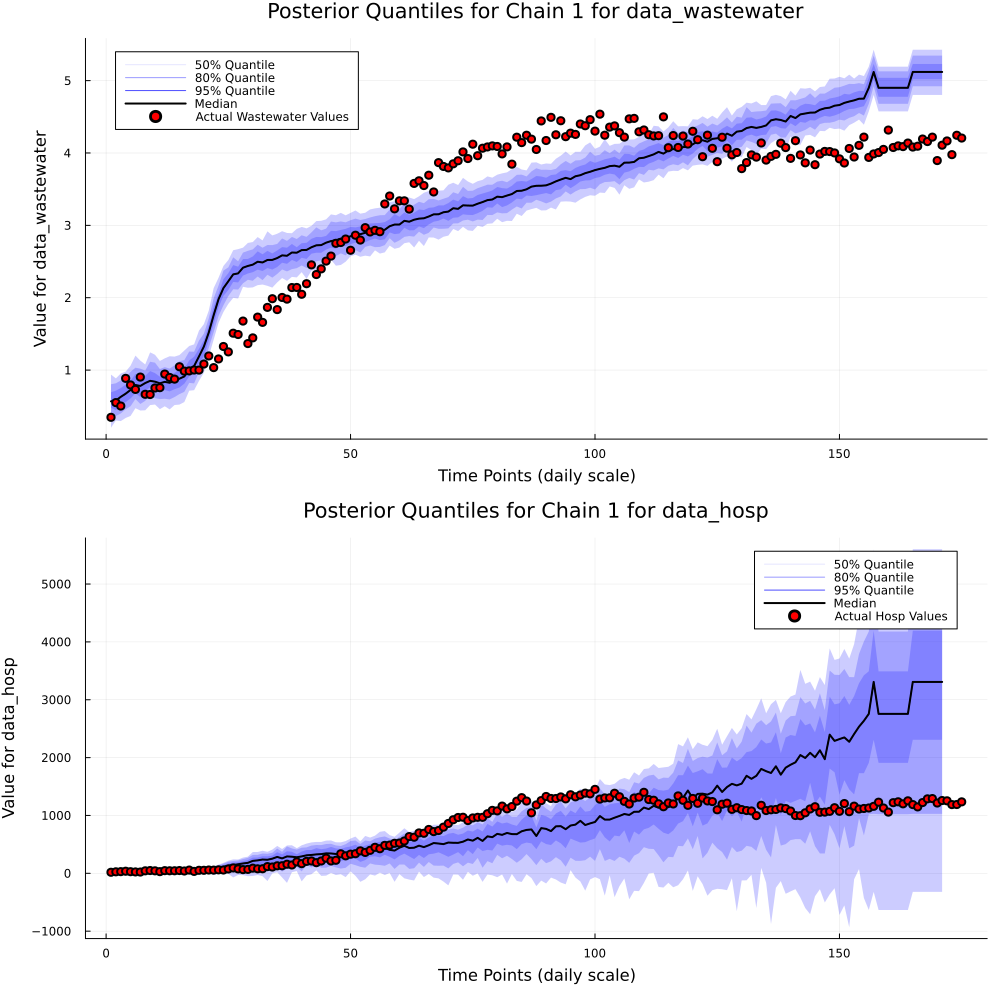 Posterior Quantiles for Chain 1 for data_wastewater
50% Quantile
80% Quantile
95% Quantile
Median
Actual Wastewater Values
Value for data_wastewater
5
4
3
2
1
0
50
100
150
Time Points (daily scale)
Posterior Quantiles for Chain 1 for data_hosp
50% Quantile
80% Quantile
95% Quantile
Median
Actual Hosp Values
Value for data_hosp
5000
4000
3000
2000
1000
0
−1000
0
50
100
150
Time Points (daily scale)